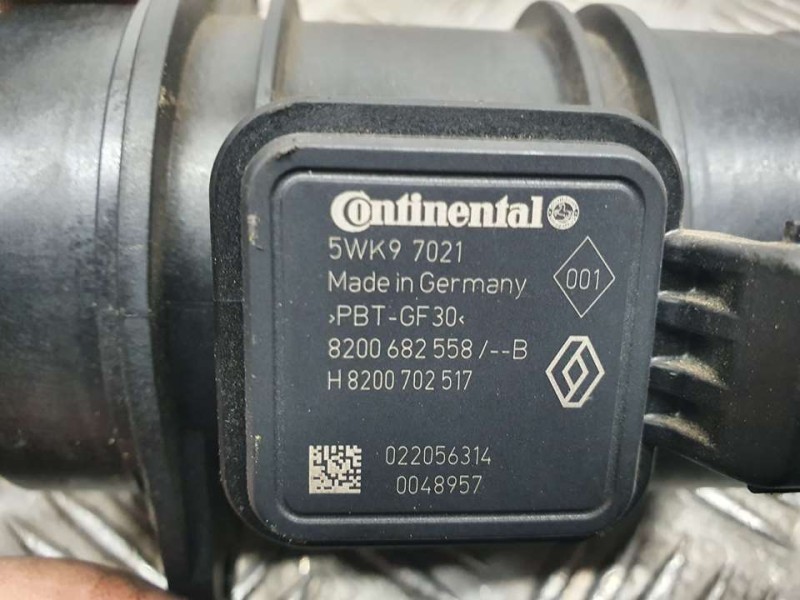 Continental
5WK9 7021
Made in Germany
001
›PBT-GF30‹
8200 682 558 /--B
H 8200 702 517
022056314
0048957